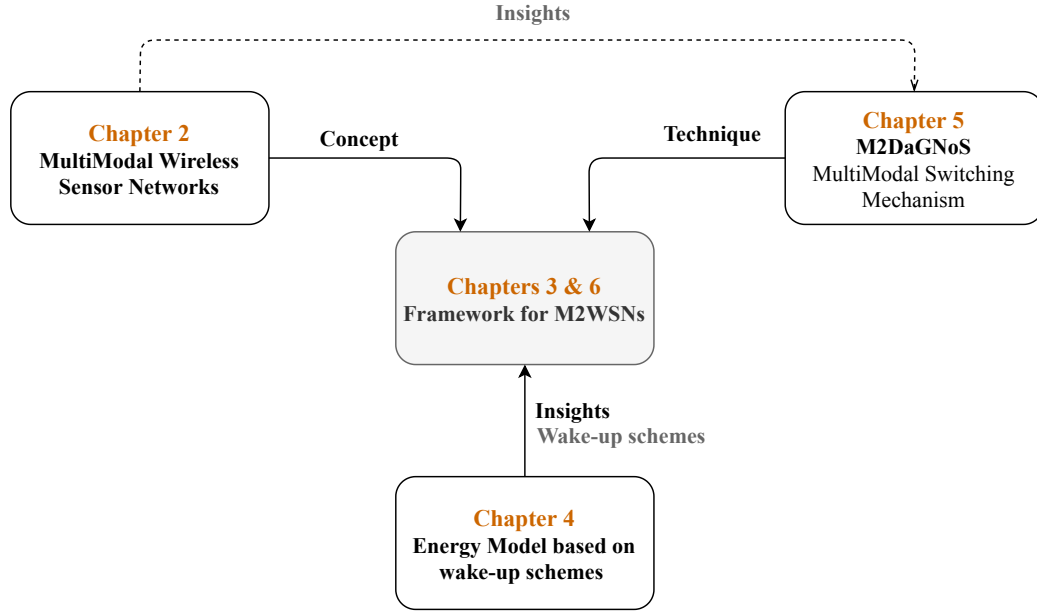 Insights
Chapter 2
MultiModal Wireless
Sensor Networks
Concept
Technique
Chapter 5
M2DaGNoS
MultiModal Switching
Mechanism
Chapters 3 & 6
Framework for M2WSNs
Insights
Wake-up schemes
Chapter 4
Energy Model based on
wake-up schemes